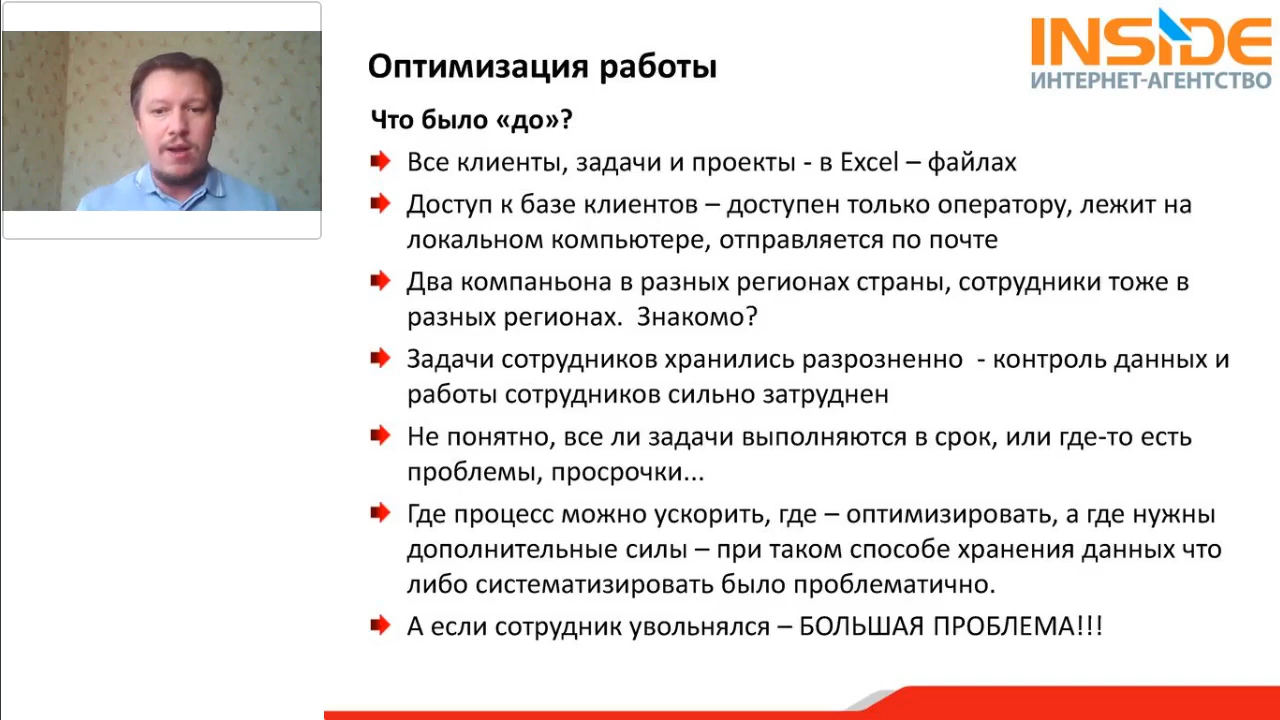 INSIDE
ИНТЕРНЕТ-АГЕНТСТВО
Оптимизация работы
Что было «до»?
Все клиенты, задачи и проекты - в Excel – файлах
Доступ к базе клиентов – доступен только оператору, лежит на
локальном компьютере, отправляется по почте
Два компаньона в разных регионах страны, сотрудники тоже в
разных регионах.  Знакомо?
Задачи сотрудников хранились разрозненно  - контроль данных и
работы сотрудников сильно затруднен
Не понятно, все ли задачи выполняются в срок, или где-то есть
проблемы, просрочки...
Где процесс можно ускорить, где – оптимизировать, а где нужны
дополнительные силы – при таком способе хранения данных что
либо систематизировать было проблематично.
А если сотрудник увольнялся – БОЛЬШАЯ ПРОБЛЕМА!!!